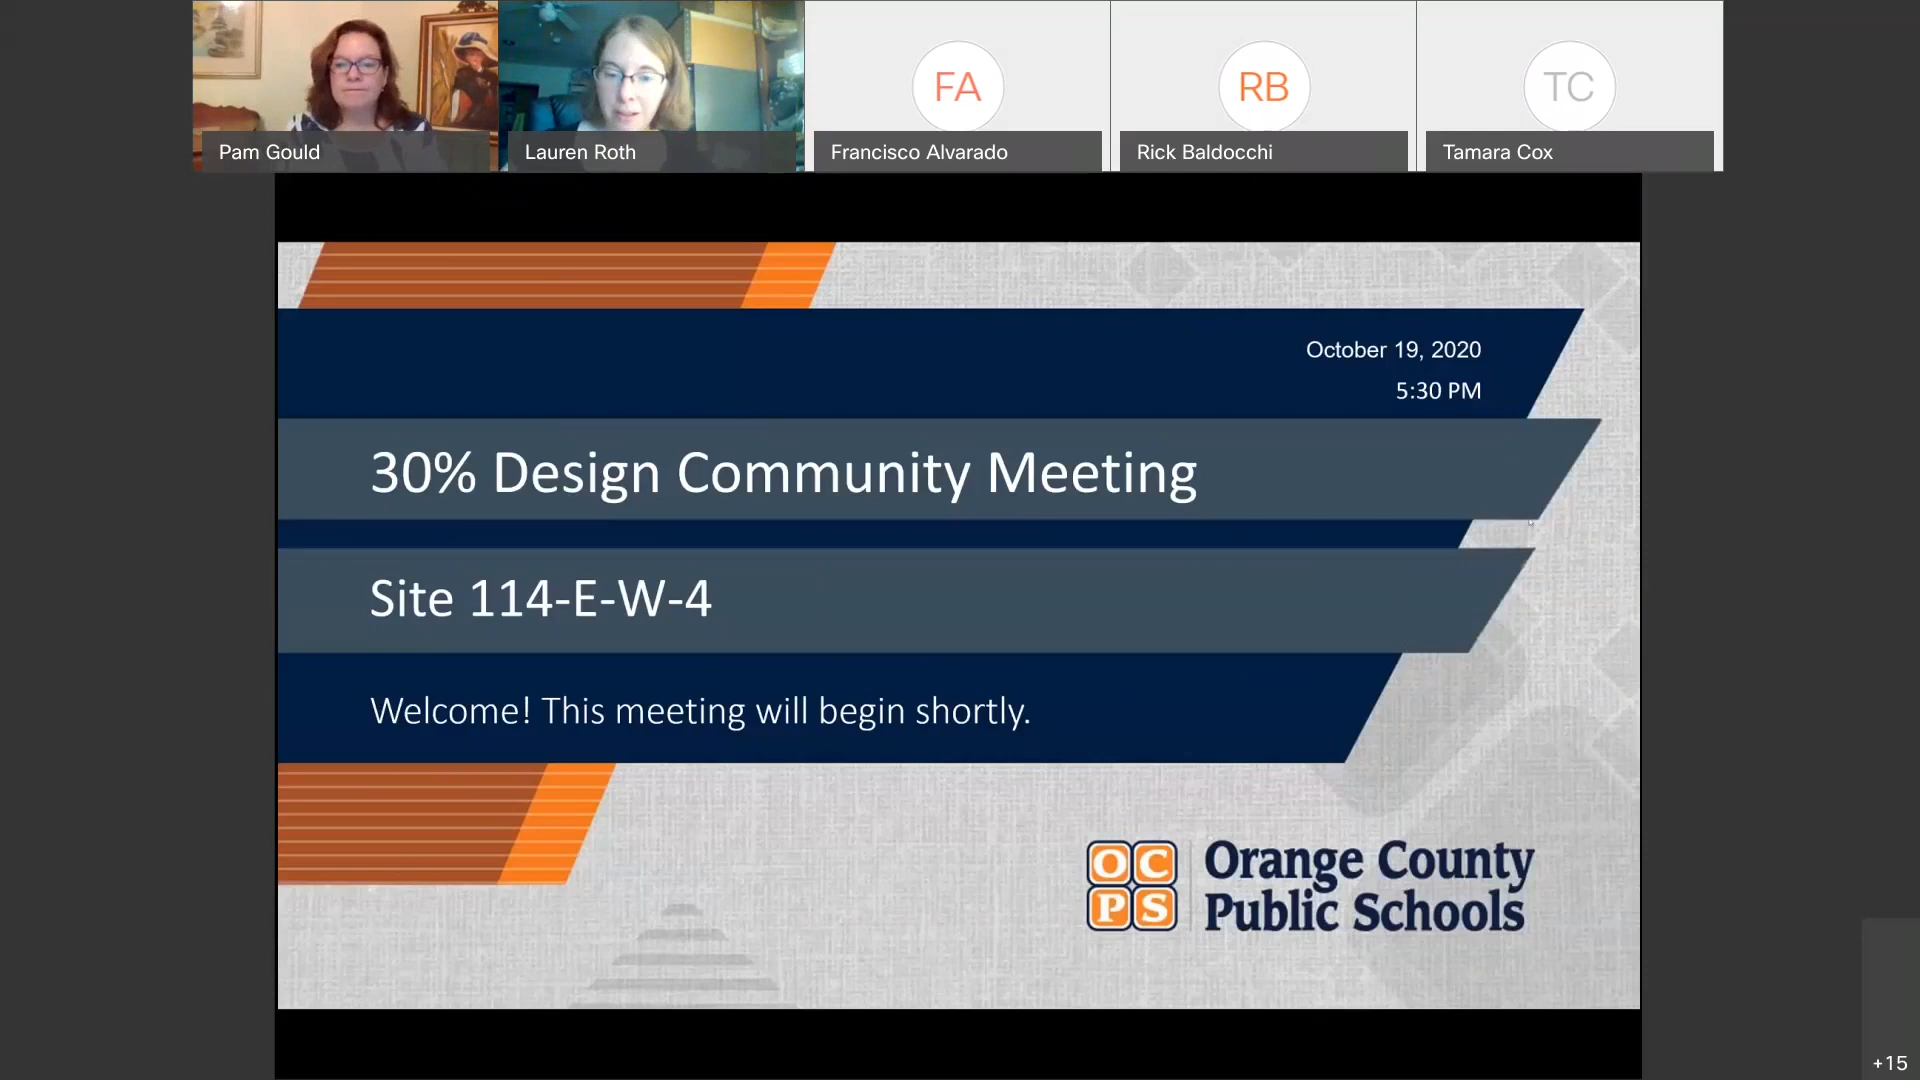 FA
RB
TC
Pam Gould
Lauren Roth
Francisco Alvarado
Rick Baldocchi
Tamara Cox
October 19, 2020
5:30 PM
30% Design Community Meeting
Site 114-E-W-4
Welcome! This meeting will begin shortly.
OC
PS
Orange County
Public Schools
+15